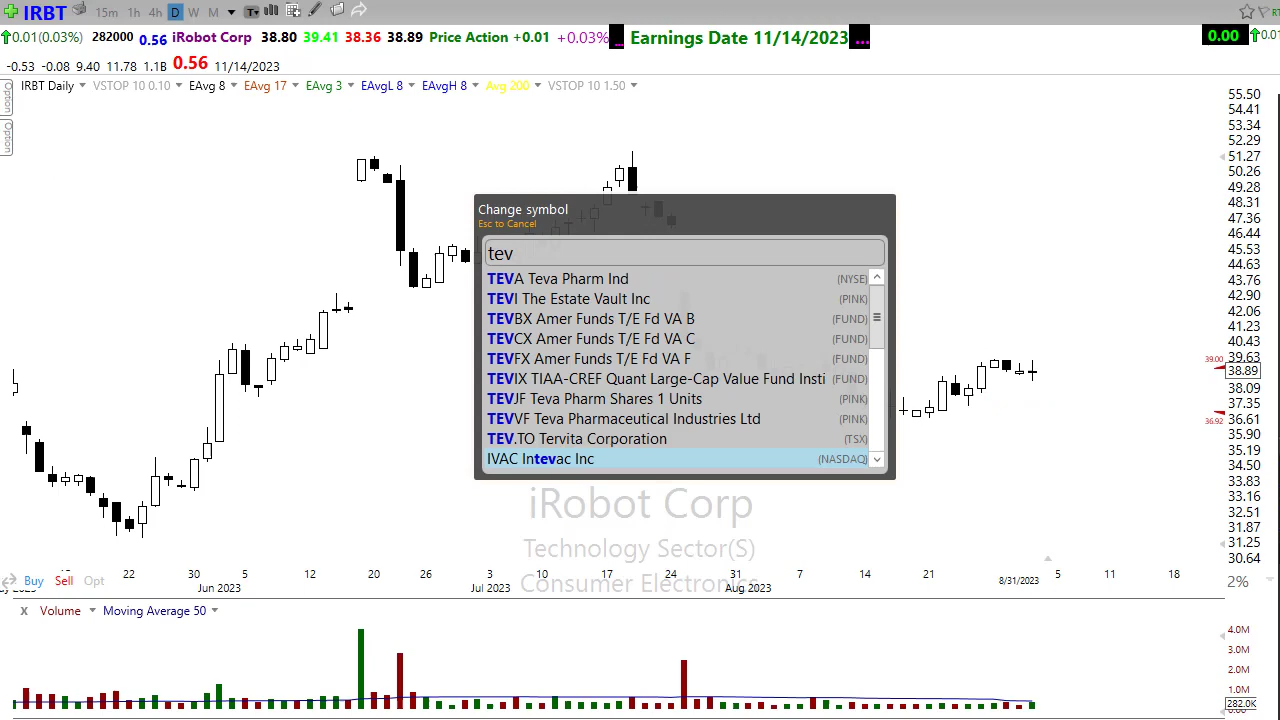 IRBT 15m 1h 4h D W M T
0.01(0.03%) 282000 0.56 iRobot Corp 38.80 39.41 38.36 38.89 Price Action +0.01 +0.03% ... Earnings Date 11/14/2023 ... 0.00 0.01
-0.53 -0.08 9.40 11.78 1.1B 0.56 11/14/2023
IRBT Daily VSTOP 10 0.10 EAvg 8 EAvg 17 EAvg 3 EAvgL 8 EAvgH 8 Avg 200 VSTOP 10 1.50
Option
Option
Change symbol
Esc to Cancel
tev
TEVA Teva Pharm Ind (NYSE)
TEVI The Estate Vault Inc (PINK)
TEVBX Amer Funds T/E Fd VA B (FUND)
TEVCX Amer Funds T/E Fd VA C (FUND)
TEVFX Amer Funds T/E Fd VA F (FUND)
TEVIX TIAA-CREF Quant Large-Cap Value Fund Insti (FUND)
TEVJF Teva Pharm Shares 1 Units (PINK)
TEVVF Teva Pharmaceutical Industries Ltd (PINK)
TEV.TO Tervita Corporation (TSX)
IVAC Intevac Inc (NASDAQ)
iRobot Corp
Technology Sector(S)
Consumer Electronics
55.50
54.41
53.34
52.29
51.27
50.26
49.28
48.31
47.36
46.44
45.53
44.63
43.76
42.90
42.06
41.23
40.43
39.63
39.00
38.89
38.09
37.35
36.92
36.61
35.90
35.19
34.50
33.83
33.16
32.51
31.87
31.25
30.64
2%
Buy Sell Opt
22 30 5 12 20 26 3 10 17 24 31 7 14 21 8/31/2023 5 11 18
Jun 2023 Jul 2023 Aug 2023
x Volume Moving Average 50
4.0M
3.0M
2.0M
1.0M
282.0K